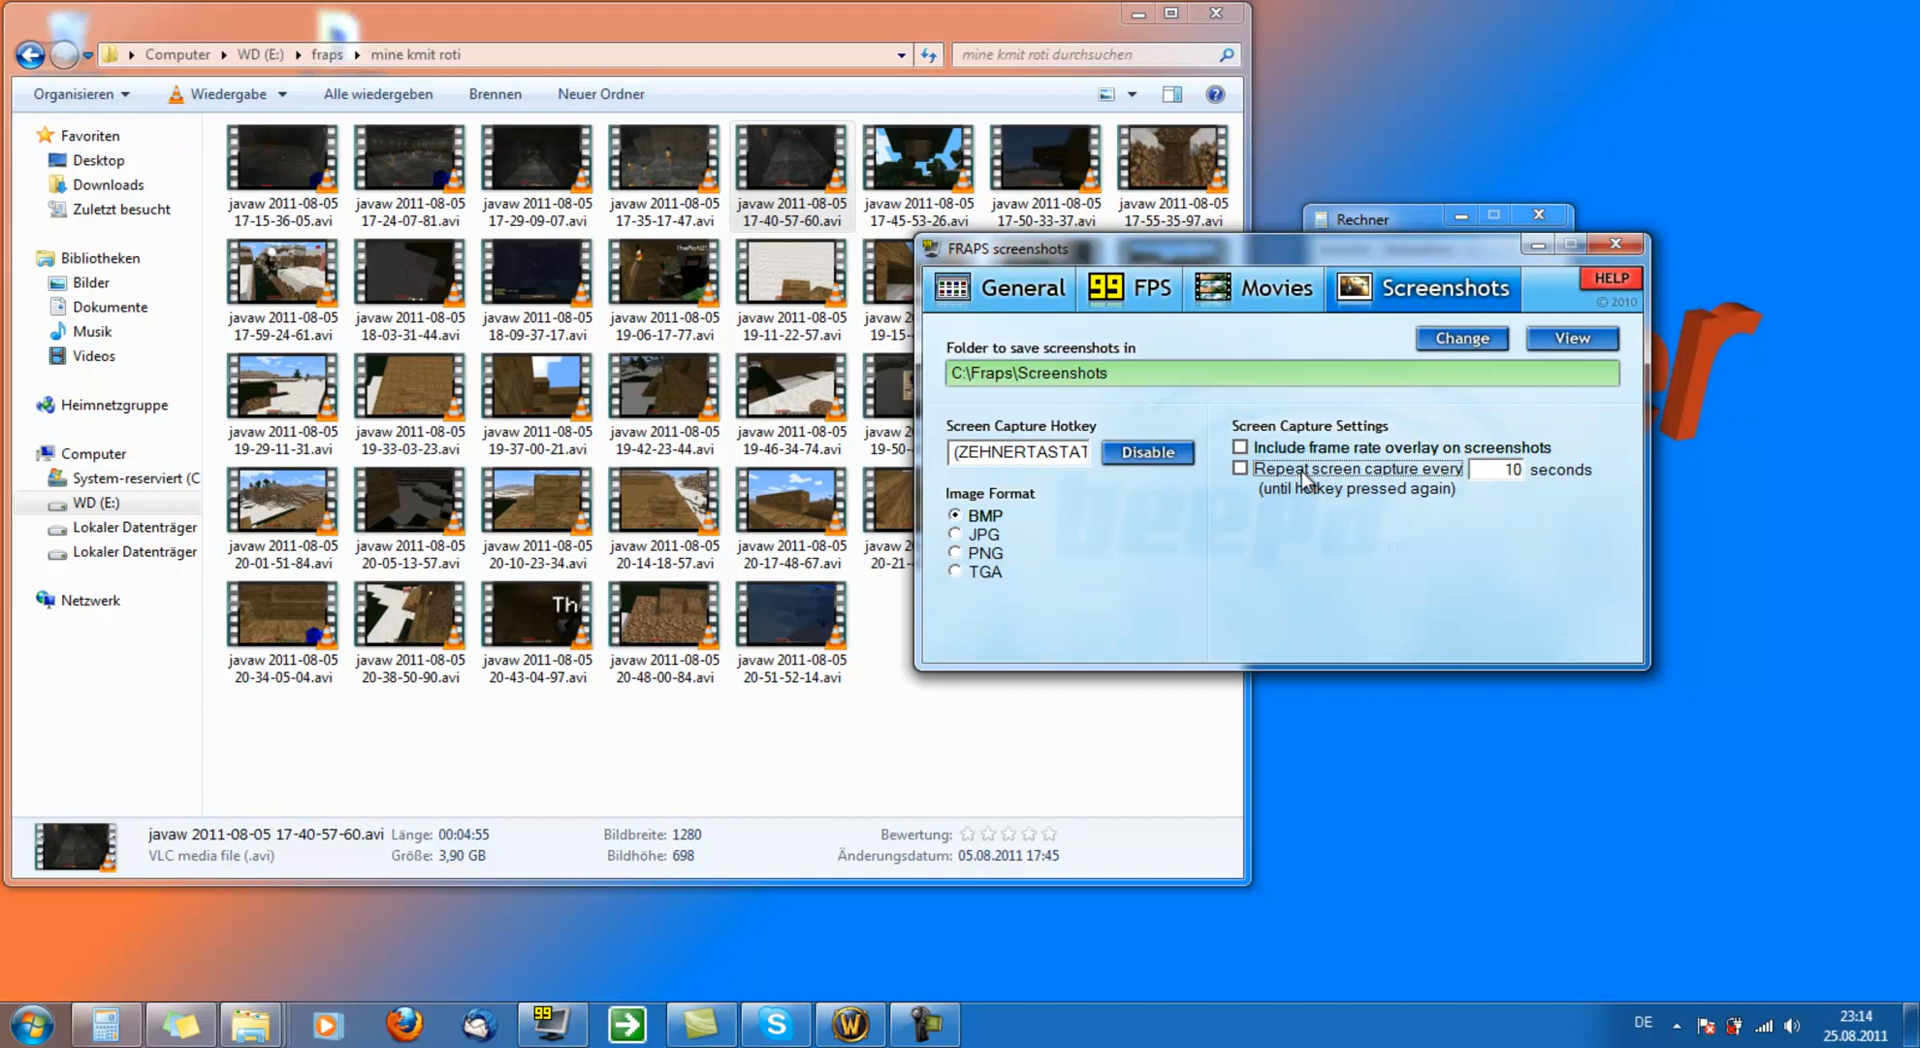 Computer ▸ WD (E:) ▸ fraps ▸ mine kmit roti
mine kmit roti durchsuchen
Organisieren
Wiedergabe
Alle wiedergeben
Brennen
Neuer Ordner
Favoriten
Desktop
Downloads
Zuletzt besucht
Bibliotheken
Bilder
Dokumente
Musik
Videos
Heimnetzgruppe
Computer
System-reserviert (C
WD (E:)
Lokaler Datenträger
Lokaler Datenträger
Netzwerk
javaw 2011-08-05
17-15-36-05.avi
javaw 2011-08-05
17-24-07-81.avi
javaw 2011-08-05
17-29-09-07.avi
javaw 2011-08-05
17-35-17-47.avi
javaw 2011-08-05
17-40-57-60.avi
javaw 2011-08-05
17-45-53-26.avi
javaw 2011-08-05
17-50-33-37.avi
javaw 2011-08-05
17-55-35-97.avi
javaw 2011-08-05
17-59-24-61.avi
javaw 2011-08-05
18-03-31-44.avi
javaw 2011-08-05
18-09-37-17.avi
javaw 2011-08-05
19-06-17-77.avi
javaw 2011-08-05
19-11-22-57.avi
javaw
19-15-
javaw 2011-08-05
19-29-11-31.avi
javaw 2011-08-05
19-33-03-23.avi
javaw 2011-08-05
19-37-17-01.avi
javaw 2011-08-05
19-42-23-44.avi
javaw 2011-08-05
19-46-34-74.avi
javaw
19-50-
javaw 2011-08-05
20-01-51-84.avi
javaw 2011-08-05
20-05-13-57.avi
javaw 2011-08-05
20-10-23-34.avi
javaw 2011-08-05
20-14-18-57.avi
javaw 2011-08-05
20-17-48-67.avi
javaw
20-21-
Th
javaw 2011-08-05
20-34-05-04.avi
javaw 2011-08-05
20-38-50-90.avi
javaw 2011-08-05
20-43-04-97.avi
javaw 2011-08-05
20-48-00-84.avi
javaw 2011-08-05
20-51-52-14.avi
javaw 2011-08-05 17-40-57-60.avi
VLC media file (.avi)
Länge: 00:04:55
Größe: 3,90 GB
Bildbreite: 1280
Bildhöhe: 698
Bewertung:
Änderungsdatum: 05.08.2011 17:45
Rechner
FRAPS screenshots
General
99 FPS
Movies
Screenshots
HELP
© 2010
Folder to save screenshots in
Change
View
C:\Fraps\Screenshots
Screen Capture Hotkey
(ZEHNERTASTAT
Disable
Image Format
BMP
JPG
PNG
TGA
Screen Capture Settings
Include frame rate overlay on screenshots
Repeat screen capture every 10 seconds
(until hotkey pressed again)
beepa
er
99
DE
23:14
25.08.2011